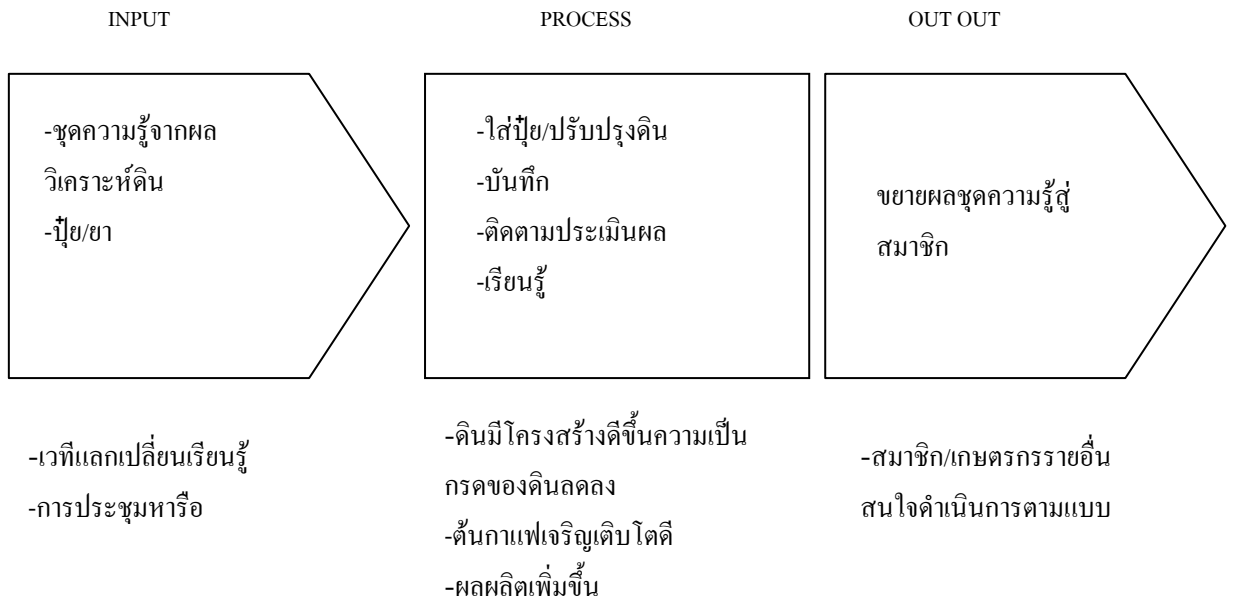 INPUT
PROCESS
OUT OUT
-ชุดความรู้จากผล
วิเคราะห์ดิน
-ปุ๋ย/ยา
-ใส่ปุ๋ย/ปรับปรุงดิน
-บันทึก
-ติดตามประเมินผล
-เรียนรู้
ขยายผลชุดความรู้สู่
สมาชิก
-เวทีแลกเปลี่ยนเรียนรู้
-การประชุมหารือ
-ดินมีโครงสร้างดีขึ้นความเป็น
กรดของดินลดลง
-ต้นกาแฟเจริญเติบโตดี
-ผลผลิตเพิ่มขึ้น
-สมาชิก/เกษตรกรรายอื่น
สนใจดำเนินการตามแบบ